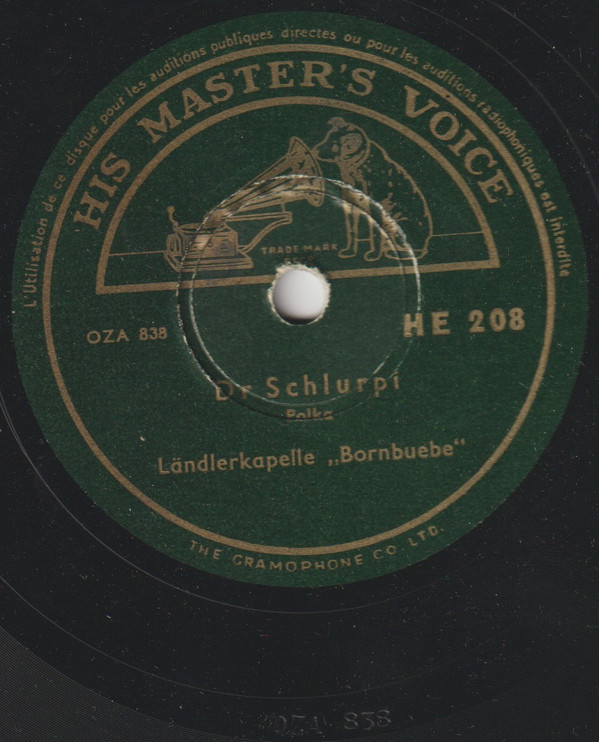 L'Utilisation de ce disque pour les auditions publiques directes ou pour les auditions radiophoniques est interdite
HIS MASTER'S VOICE
TRADE MARK
OZA 838
HE 208
Dr Schlurpi
Polka
Ländlerkapelle „Bornbuebe“
THE GRAMOPHONE CO. LTD.
OZA 838